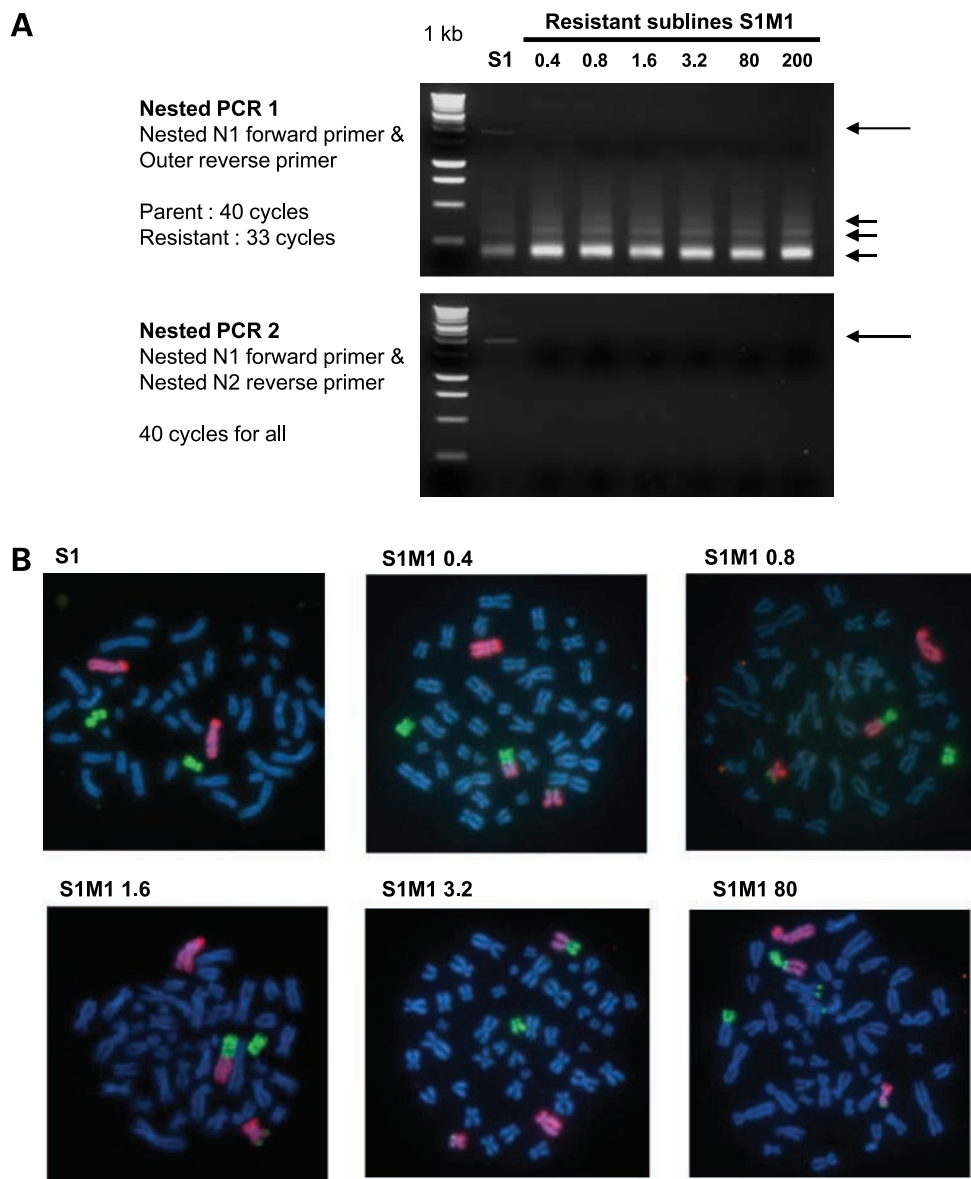 A
1 kb
Resistant sublines S1M1
S1 0.4 0.8 1.6 3.2 80 200
Nested PCR 1
Nested N1 forward primer &
Outer reverse primer
Parent : 40 cycles
Resistant : 33 cycles
Nested PCR 2
Nested N1 forward primer &
Nested N2 reverse primer
40 cycles for all
B
S1
S1M1 0.4
S1M1 0.8
S1M1 1.6
S1M1 3.2
S1M1 80